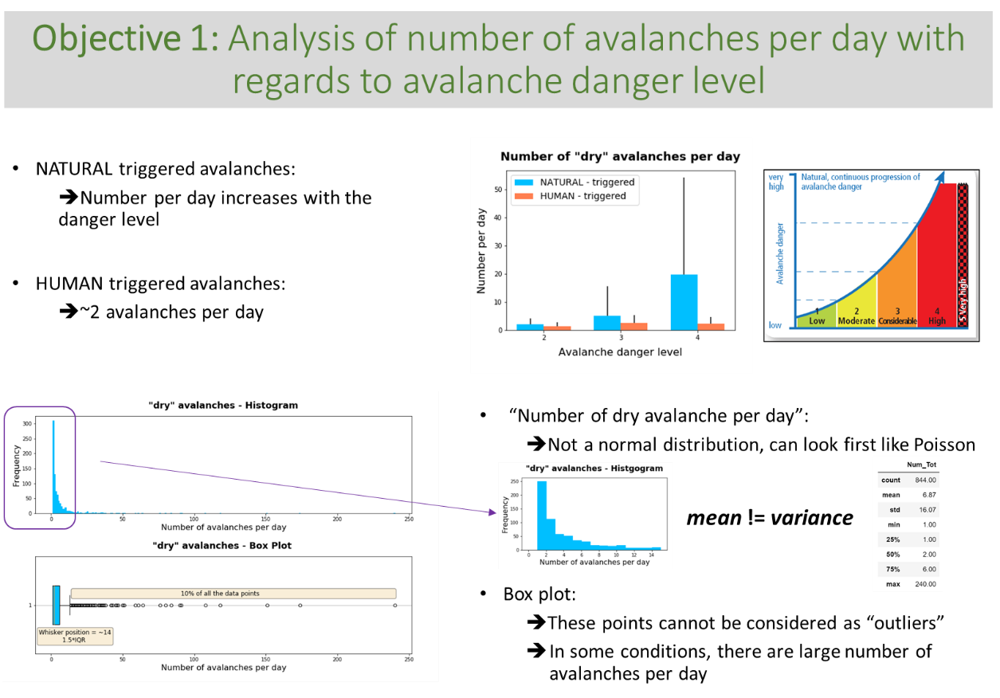 Objective 1: Analysis of number of avalanches per day with
regards to avalanche danger level
• NATURAL triggered avalanches:
➔Number per day increases with the
danger level
• HUMAN triggered avalanches:
➔~2 avalanches per day
Number of "dry" avalanches per day
NATURAL - triggered
HUMAN - triggered
Number per day
50
40
30
20
10
0
2 3 4
Avalanche danger level
very
high
Natural, continuous progression of
avalanche danger
Avalanche danger
low
1
Low
2
Moderate
3
Considerable
4
High
5 Very high
"dry" avalanches - Histogram
Frequency
300
250
200
150
100
50
0
0 50 100 150 200 250
Number of avalanches per day
"dry" avalanches - Box Plot
10% of all the data points
1
Whisker position = ~14
1.5*IQR
0 50 100 150 200 250
Number of avalanches per day
• “Number of dry avalanche per day”:
➔Not a normal distribution, can look first like Poisson
"dry" avalanches - Histgogram
Frequency
250
200
150
100
50
0
0 2 4 6 8 10 12 14
Number of avalanches per day
mean != variance
Num_Tot
count 844.00
mean 6.87
std 16.07
min 1.00
25% 1.00
50% 2.00
75% 6.00
max 240.00
• Box plot:
➔These points cannot be considered as “outliers”
➔In some conditions, there are large number of
avalanches per day